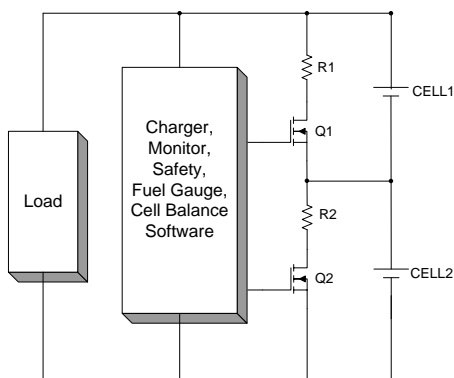 R1
CELL1
Charger,
Monitor,
Safety,
Fuel Gauge,
Cell Balance
Software
Q1
Load
R2
Q2
CELL2